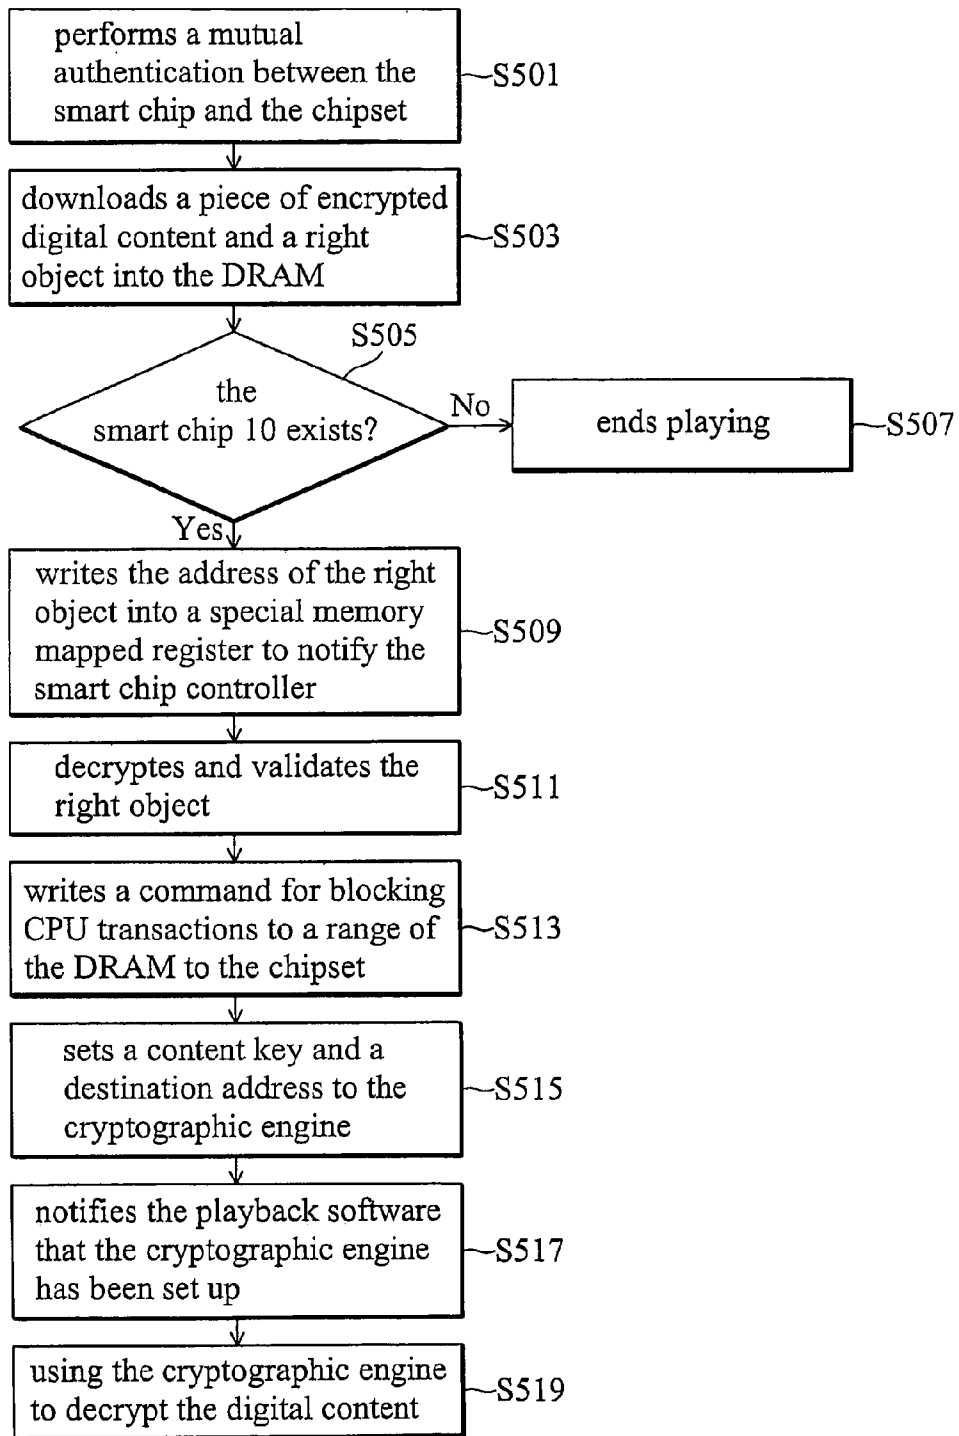 performs a mutual
authentication between the
smart chip and the chipset
S501
downloads a piece of encrypted
digital content and a right
object into the DRAM
S503
S505
the
smart chip 10 exists?
No
ends playing
S507
Yes
writes the address of the right
object into a special memory
mapped register to notify the
smart chip controller
S509
decryptes and validates the
right object
S511
writes a command for blocking
CPU transactions to a range of
the DRAM to the chipset
S513
sets a content key and a
destination address to the
cryptographic engine
S515
notifies the playback software
that the cryptographic engine
has been set up
S517
using the cryptographic engine
to decrypt the digital content
S519